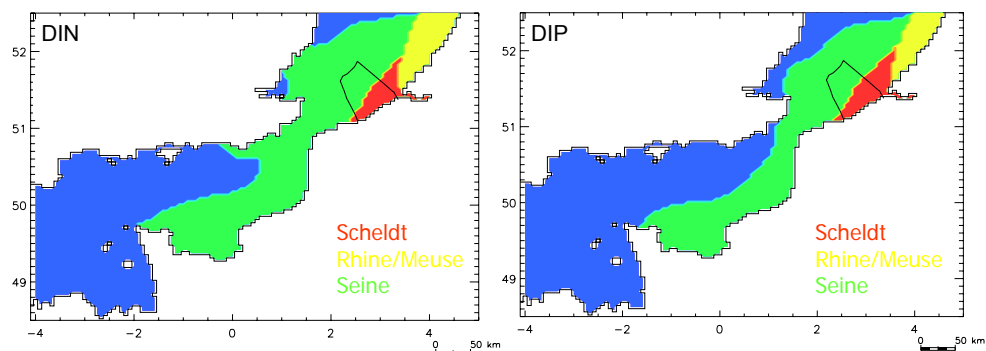 DIN
52
51
50
49
Scheldt
Rhine/Meuse
Seine
-4 -2 0 2 4
0 50 km
DIP
52
51
50
49
Scheldt
Rhine/Meuse
Seine
-4 -2 0 2 4
0 50 km